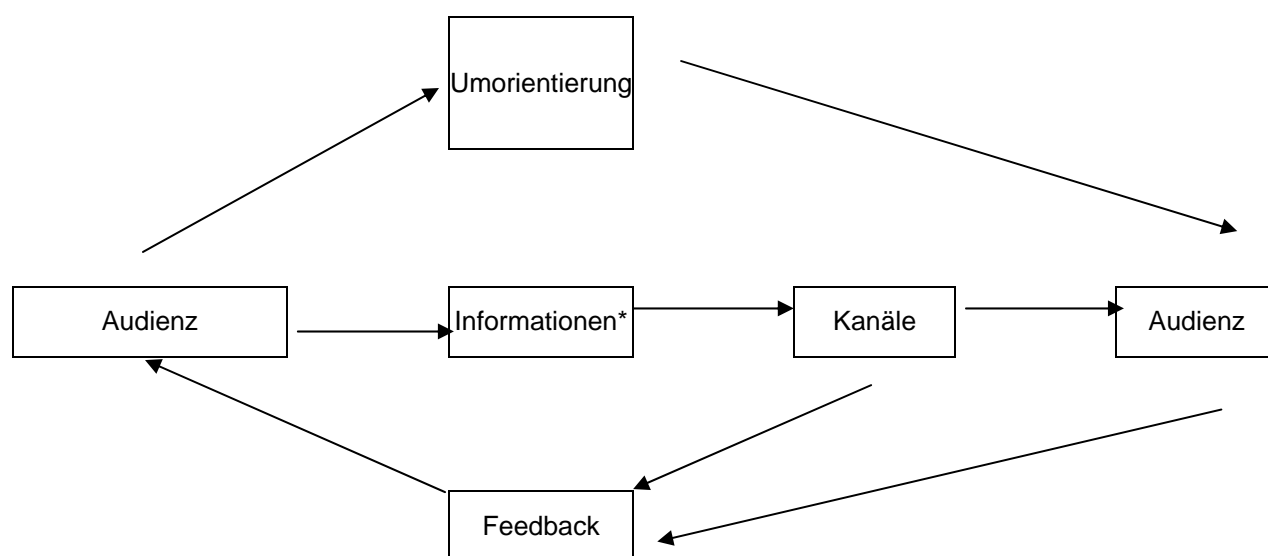 Umorientierung
Audienz
Informationen*
Kanäle
Audienz
Feedback